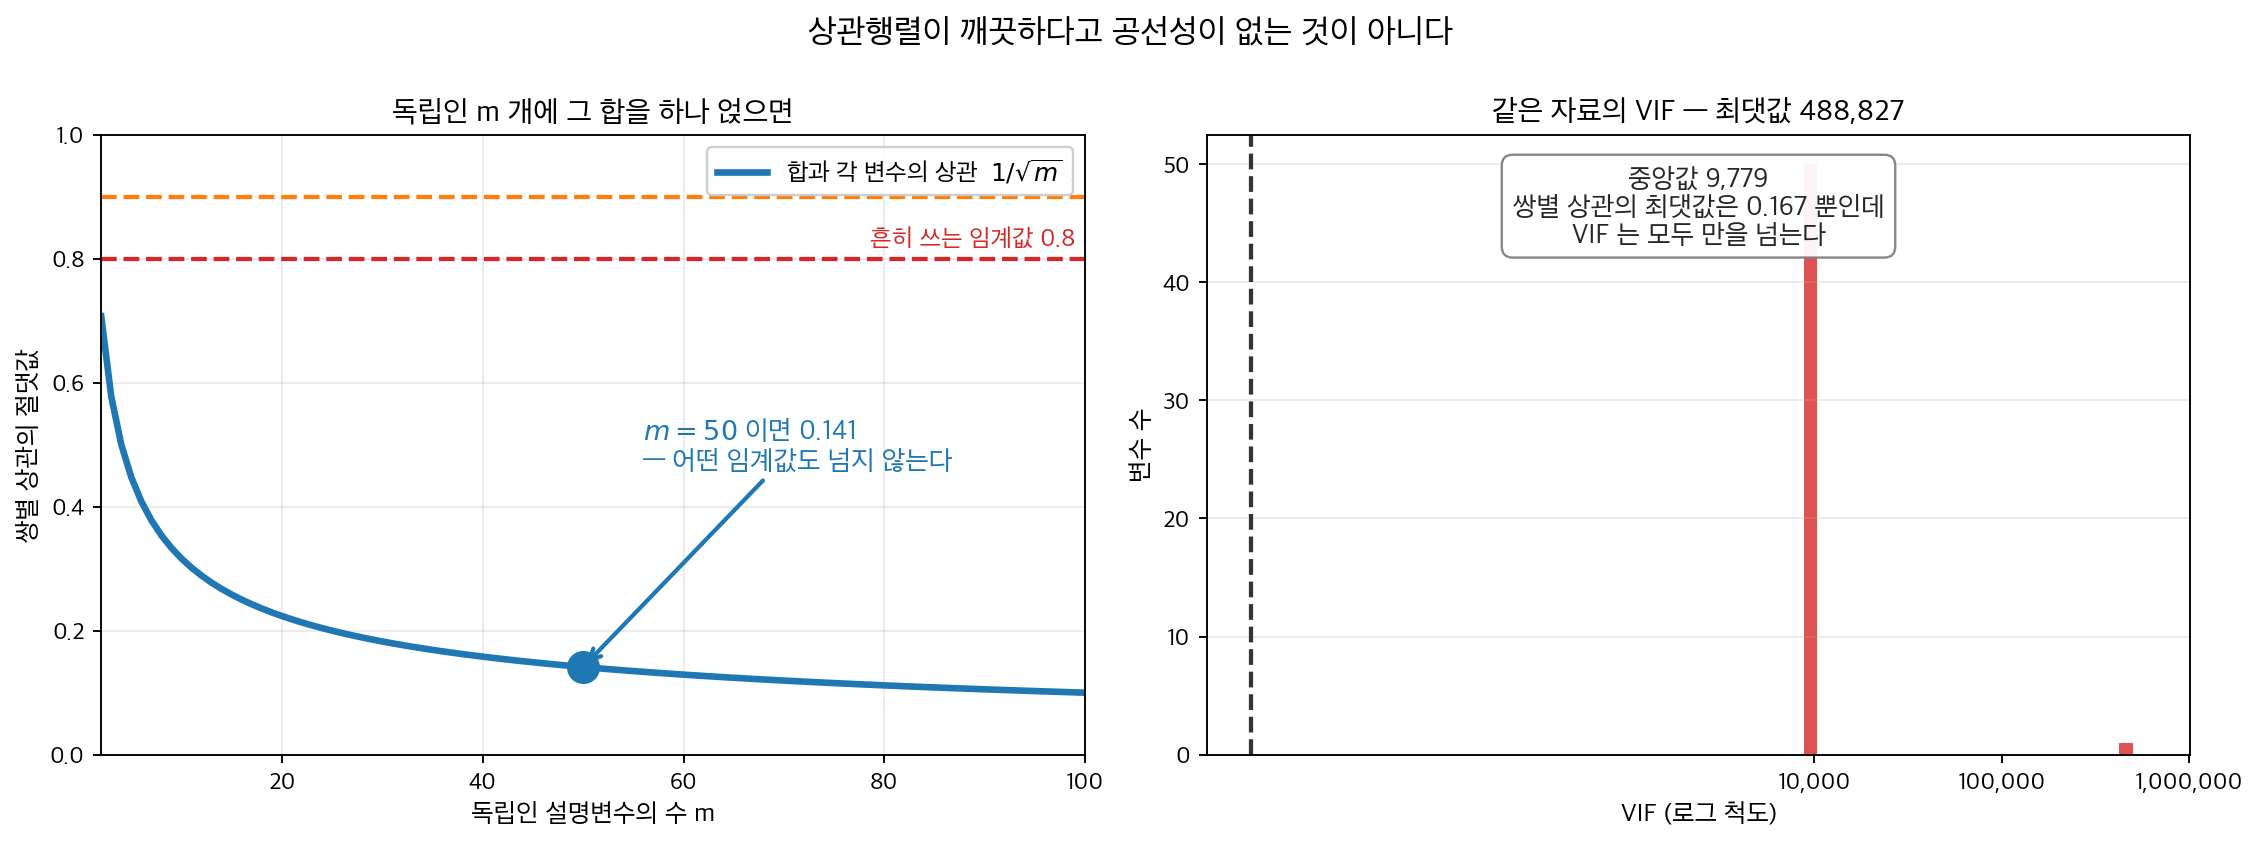 상관행렬이 깨끗하다고 공선성이 없는 것이 아니다
독립인 m 개에 그 합을 하나 얹으면
합과 각 변수의 상관 1/√m
흔히 쓰는 임계값 0.8
m = 50 이면 0.141
— 어떤 임계값도 넘지 않는다
쌍별 상관의 절댓값
1.0
0.8
0.6
0.4
0.2
0.0
20 40 60 80 100
독립인 설명변수의 수 m
같은 자료의 VIF — 최댓값 488,827
중앙값 9,779
쌍별 상관의 최댓값은 0.167 뿐인데
VIF 는 모두 만을 넘는다
변수 수
50
40
30
20
10
0
10,000 100,000 1,000,000
VIF (로그 척도)